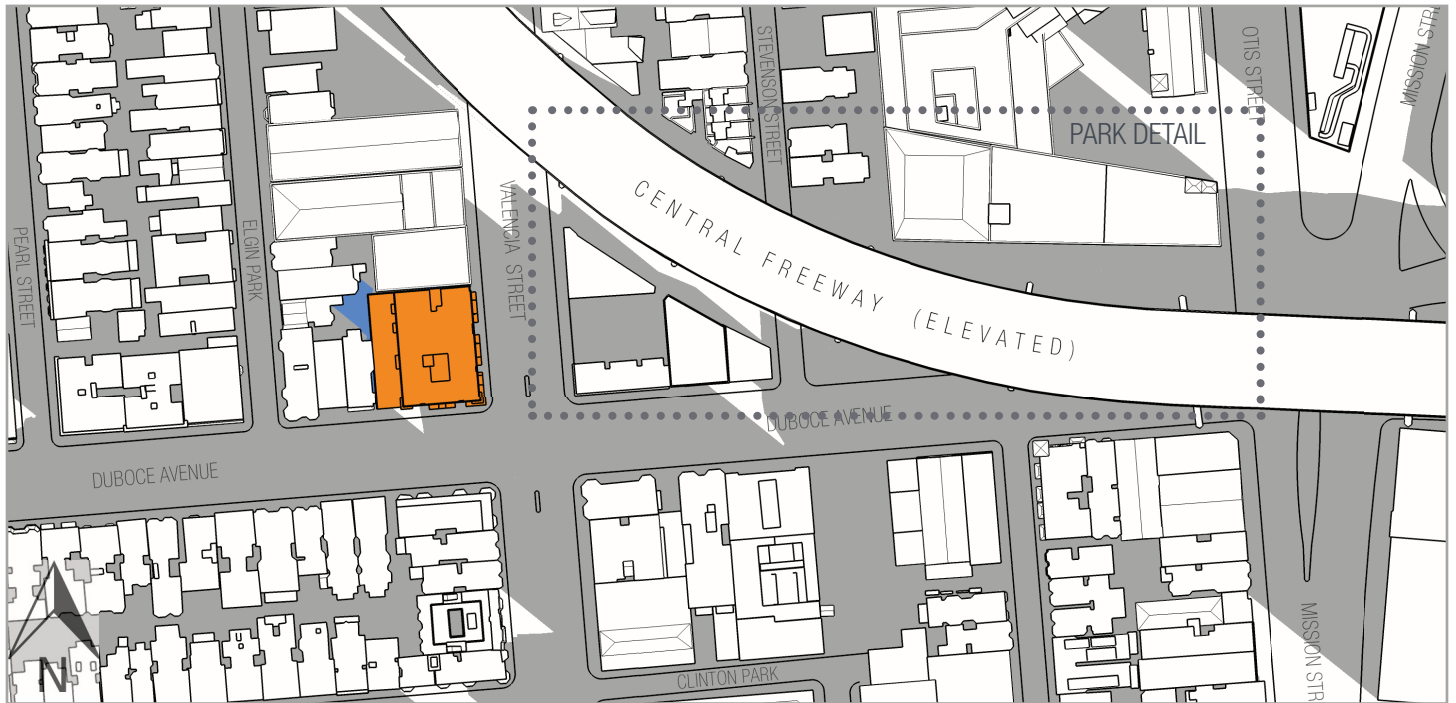 STEVENSON STREET
OTIS STREET
MISSION STR
PARK DETAIL
CENTRAL FREEWAY (ELEVATED)
VALENCIA STREET
PEARL STREET
ELGIN PARK
DUBOCE AVENUE
DUBOCE AVENUE
MISSION STR
CLINTON PARK
N